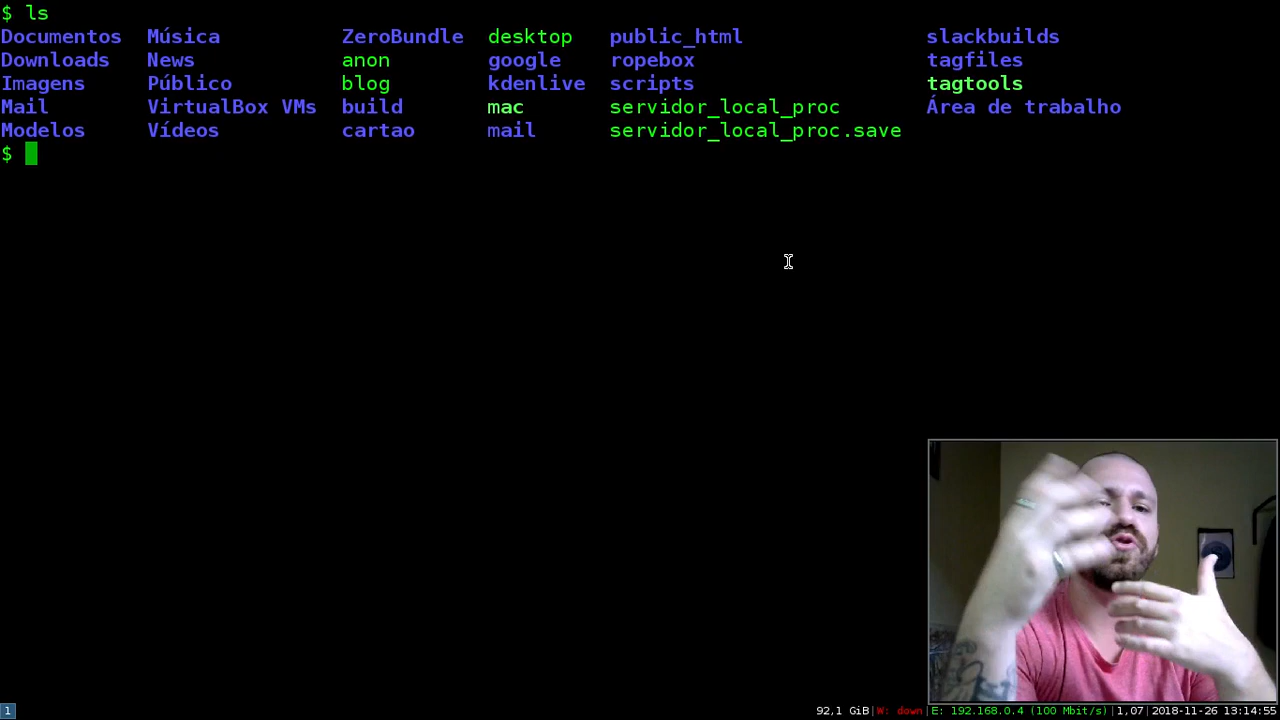 $ ls
Documentos Música ZeroBundle desktop public_html slackbuilds
Downloads News anon google ropebox tagfiles
Imagens Público blog kdenlive scripts tagtools
Mail VirtualBox VMs build mac servidor_local_proc Área de trabalho
Modelos Vídeos cartao mail servidor_local_proc.save
$
1 92,1 GiB|W: down|E: 192.168.0.4 (100 Mbit/s)|1,07|2018-11-26 13:14:55